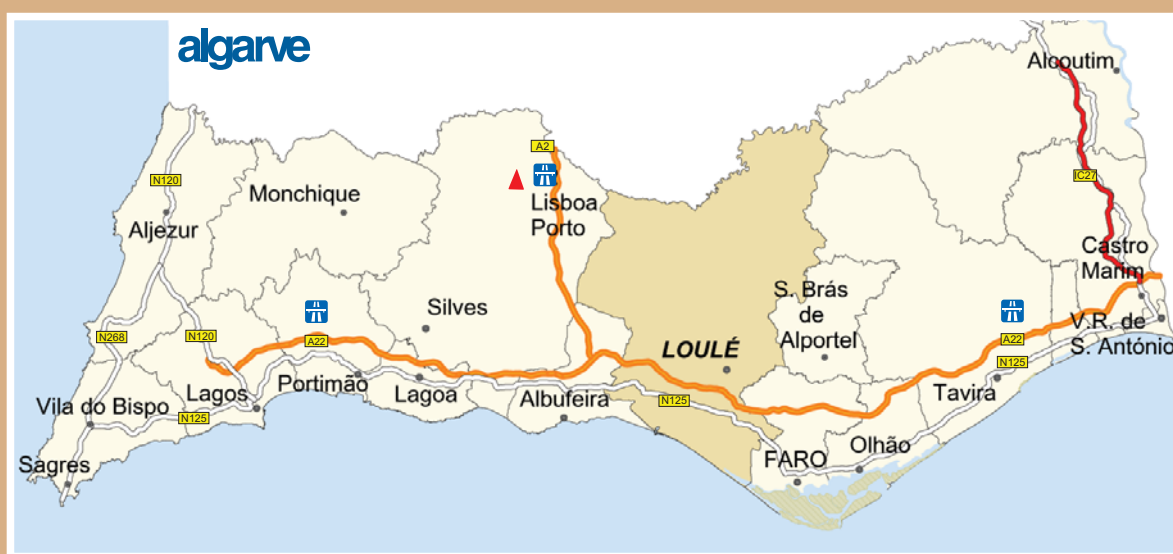 algarve
Alcoutim
A2
N120
IC27
Monchique
Lisboa
Porto
Aljezur
Castro
Marim
S. Brás
de
Alportel
Silves
N268
N120
A22
A22
V.R. de
S. António
LOULÉ
N125
Portimão
Lagos
Lagoa
Albufeira
N125
Tavira
Vila do Bispo
N125
Olhão
FARO
Sagres